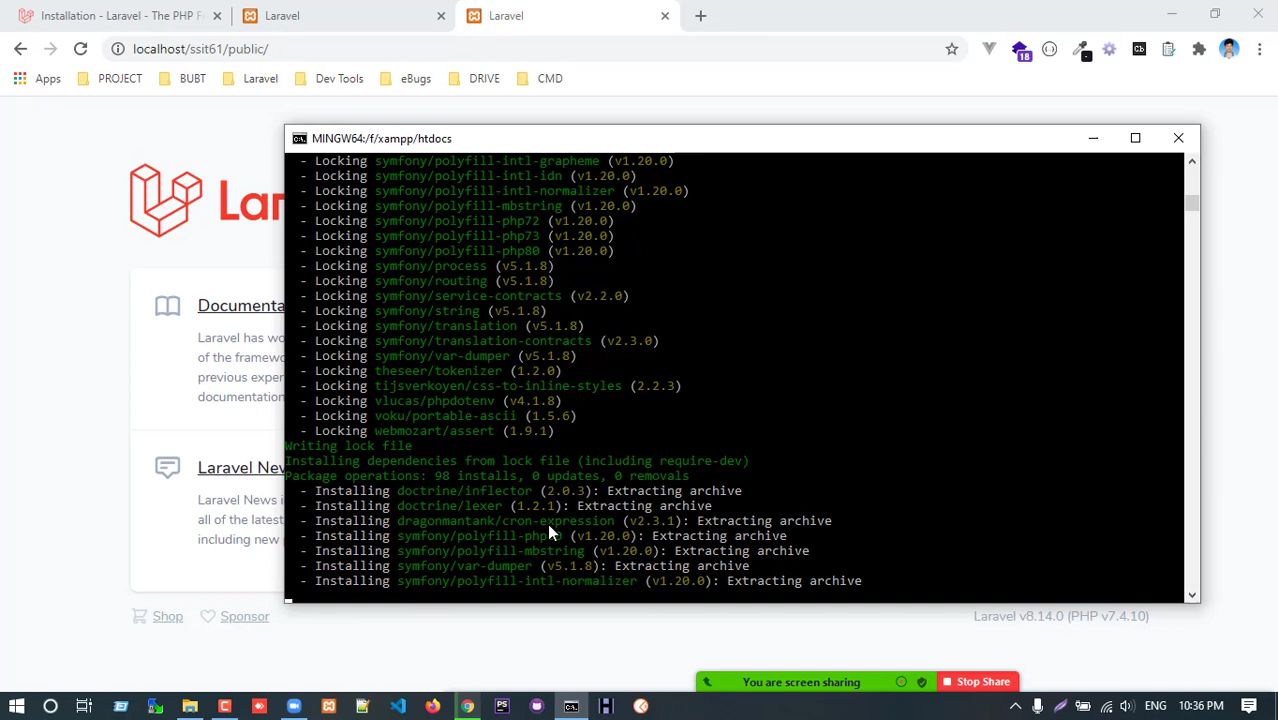 Installation - Laravel - The PHP F
Laravel
Laravel
localhost/ssit61/public/
18
Cb
Apps
PROJECT
BUBT
Laravel
Dev Tools
eBugs
DRIVE
CMD
MINGW64:/f/xampp/htdocs
- Locking symfony/polyfill-intl-grapheme (v1.20.0)
- Locking symfony/polyfill-intl-idn (v1.20.0)
- Locking symfony/polyfill-intl-normalizer (v1.20.0)
- Locking symfony/polyfill-mbstring (v1.20.0)
- Locking symfony/polyfill-php72 (v1.20.0)
- Locking symfony/polyfill-php73 (v1.20.0)
- Locking symfony/polyfill-php80 (v1.20.0)
- Locking symfony/process (v5.1.8)
- Locking symfony/routing (v5.1.8)
- Locking symfony/service-contracts (v2.2.0)
- Locking symfony/string (v5.1.8)
- Locking symfony/translation (v5.1.8)
- Locking symfony/translation-contracts (v2.3.0)
- Locking symfony/var-dumper (v5.1.8)
- Locking theseer/tokenizer (1.2.0)
- Locking tijsverkoyen/css-to-inline-styles (2.2.3)
- Locking vlucas/phpdotenv (v4.1.8)
- Locking voku/portable-ascii (1.5.6)
- Locking webmozart/assert (1.9.1)
Writing lock file
Installing dependencies from lock file (including require-dev)
Package operations: 98 installs, 0 updates, 0 removals
- Installing doctrine/inflector (2.0.3): Extracting archive
- Installing doctrine/lexer (1.2.1): Extracting archive
- Installing dragonmantank/cron-expression (v2.3.1): Extracting archive
- Installing symfony/polyfill-php 0 (v1.20.0): Extracting archive
- Installing symfony/polyfill-mbstring (v1.20.0): Extracting archive
- Installing symfony/var-dumper (v5.1.8): Extracting archive
- Installing symfony/polyfill-intl-normalizer (v1.20.0): Extracting archive
Lar
Documenta
Laravel has wo
of the framewo
previous exper
documentation
Laravel Nev
Laravel News i
all of the latest
including new
Shop
Sponsor
Laravel v8.14.0 (PHP v7.4.10)
You are screen sharing
Stop Share
PS
10:36 PM